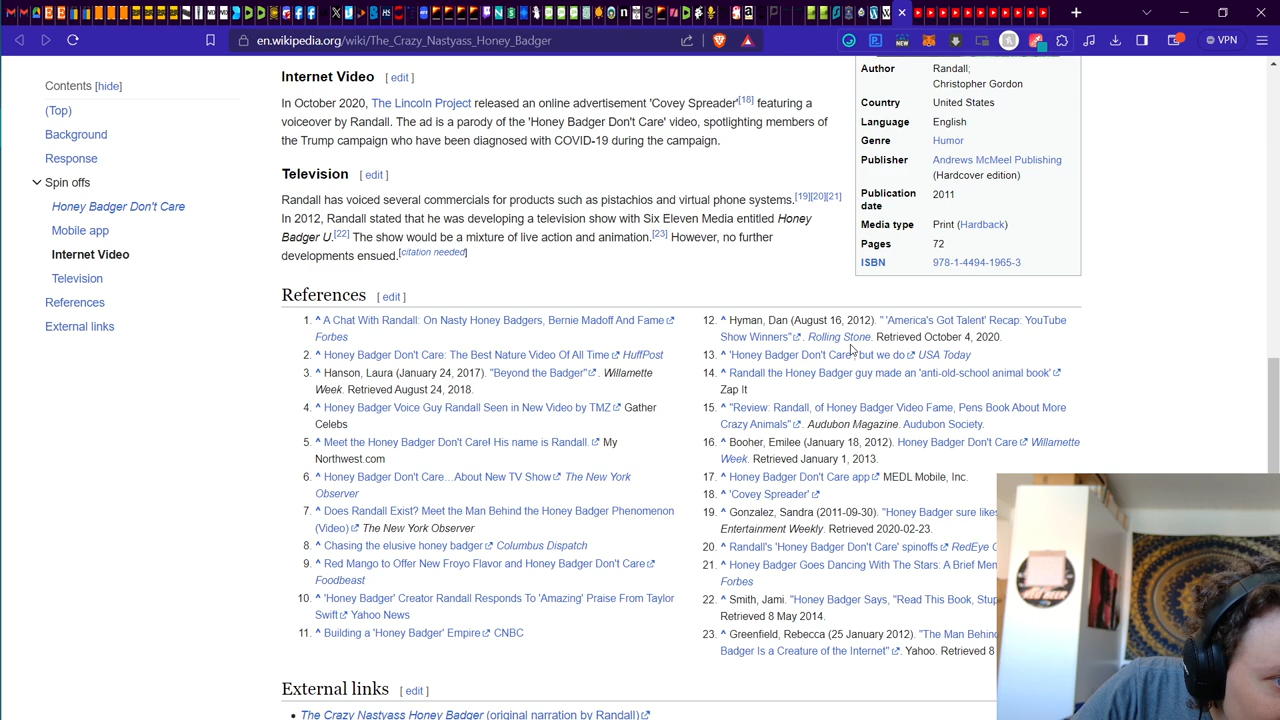 en.wikipedia.org/wiki/The_Crazy_Nastyass_Honey_Badger
VPN
Contents [hide]
(Top)
Background
Response
Spin offs
Honey Badger Don't Care
Mobile app
Internet Video
Television
References
External links
Internet Video [ edit ]
In October 2020, The Lincoln Project released an online advertisement 'Covey Spreader'[18] featuring a
voiceover by Randall. The ad is a parody of the 'Honey Badger Don't Care' video, spotlighting members of
the Trump campaign who have been diagnosed with COVID-19 during the campaign.
Television [ edit ]
Randall has voiced several commercials for products such as pistachios and virtual phone systems.[19][20][21]
In 2012, Randall stated that he was developing a television show with Six Eleven Media entitled Honey
Badger U.[22] The show would be a mixture of live action and animation.[23] However, no further
developments ensued.[citation needed]
Author Randall;
Christopher Gordon
Country United States
Language English
Genre Humor
Publisher Andrews McMeel Publishing
(Hardcover edition)
Publication 2011
date
Media type Print (Hardback)
Pages 72
ISBN 978-1-4494-1965-3
References [ edit ]
1. ^ A Chat With Randall: On Nasty Honey Badgers, Bernie Madoff And Fame
Forbes
2. ^ Honey Badger Don't Care: The Best Nature Video Of All Time HuffPost
3. ^ Hanson, Laura (January 24, 2017). "Beyond the Badger". Willamette
Week. Retrieved August 24, 2018.
4. ^ Honey Badger Voice Guy Randall Seen in New Video by TMZ Gather
Celebs
5. ^ Meet the Honey Badger Don't Care! His name is Randall. My
Northwest.com
6. ^ Honey Badger Don't Care...About New TV Show The New York
Observer
7. ^ Does Randall Exist? Meet the Man Behind the Honey Badger Phenomenon
(Video) The New York Observer
8. ^ Chasing the elusive honey badger Columbus Dispatch
9. ^ Red Mango to Offer New Froyo Flavor and Honey Badger Don't Care
Foodbeast
10. ^ 'Honey Badger' Creator Randall Responds To 'Amazing' Praise From Taylor
Swift Yahoo News
11. ^ Building a 'Honey Badger' Empire CNBC
12. ^ Hyman, Dan (August 16, 2012). "'America's Got Talent' Recap: YouTube
Show Winners". Rolling Stone. Retrieved October 4, 2020.
13. ^ 'Honey Badger Don't Care' but we do USA Today
14. ^ Randall the Honey Badger guy made an 'anti-old-school animal book'
Zap It
15. ^ "Review: Randall, of Honey Badger Video Fame, Pens Book About More
Crazy Animals". Audubon Magazine. Audubon Society.
16. ^ Booher, Emilee (January 18, 2012). Honey Badger Don't Care Willamette
Week. Retrieved January 1, 2013.
17. ^ Honey Badger Don't Care app MEDL Mobile, Inc.
18. ^ 'Covey Spreader'
19. ^ Gonzalez, Sandra (2011-09-30). "Honey Badger sure likes
Entertainment Weekly. Retrieved 2020-02-23.
20. ^ Randall's 'Honey Badger Don't Care' spinoffs RedEye
21. ^ Honey Badger Goes Dancing With The Stars: A Brief
Forbes
22. ^ Smith, Jami. "Honey Badger Says, "Read This Book,
Retrieved 8 May 2014.
23. ^ Greenfield, Rebecca (25 January 2012). "The Man
Badger Is a Creature of the Internet". Yahoo. Retrieved 8
External links [ edit ]
• The Crazy Nastyass Honey Badger (original narration by Randall)